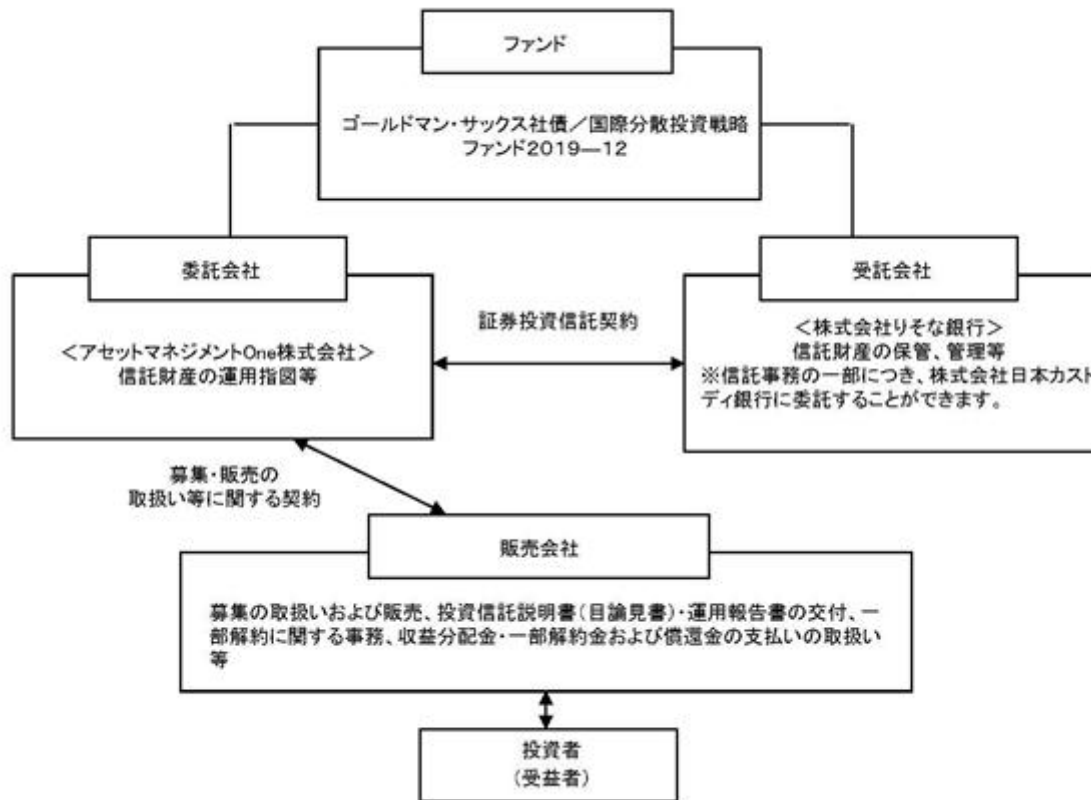 ファンド
ゴールドマン・サックス社債／国際分散投資戦略
ファンド2019―12
委託会社
＜アセットマネジメントOne株式会社＞
信託財産の運用指図等
証券投資信託契約
受託会社
＜株式会社りそな銀行＞
信託財産の保管、管理等
※信託事務の一部につき、株式会社日本カスト
ディ銀行に委託することができます。
募集・販売の
取扱い等に関する契約
販売会社
募集の取扱いおよび販売、投資信託説明書（目論見書）・運用報告書の交付、一
部解約に関する事務、収益分配金・一部解約金および償還金の支払いの取扱い
等
投資者
（受益者）